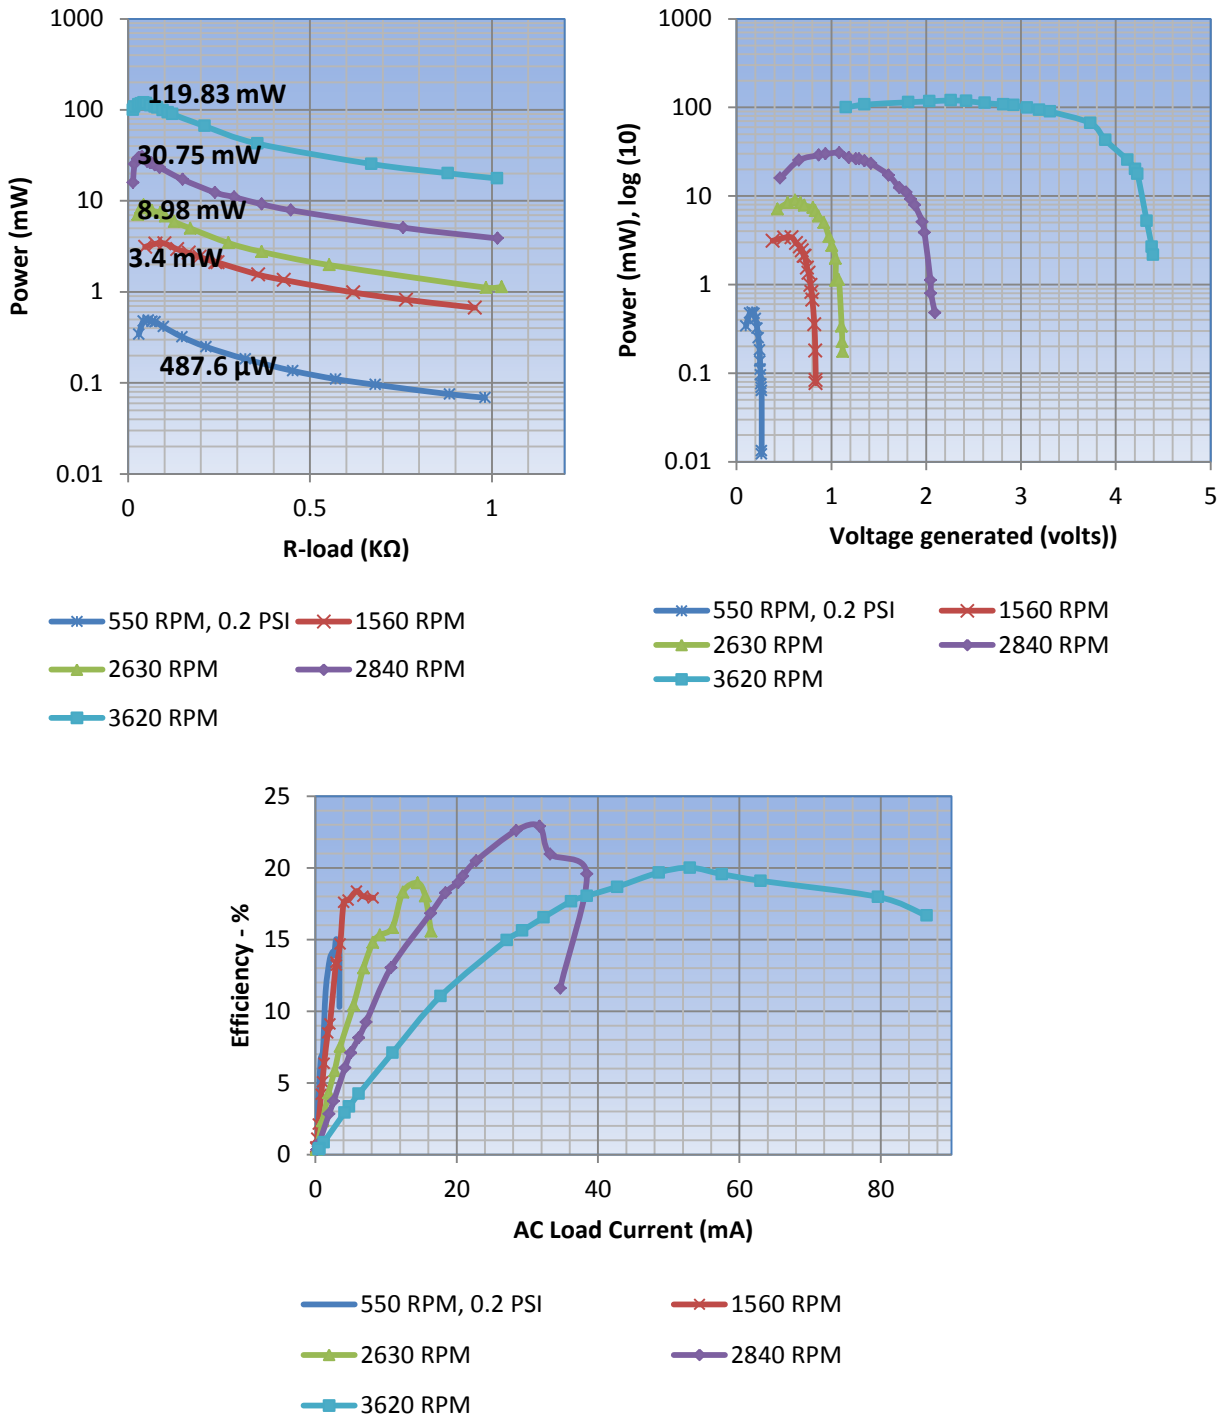 1000
100
10
1
0.1
0.01
Power (mW)
119.83 mW
30.75 mW
8.98 mW
3.4 mW
487.6 µW
0 0.5 1
R-load (KΩ)
550 RPM, 0.2 PSI 1560 RPM
2630 RPM 2840 RPM
3620 RPM
1000
100
10
1
0.1
0.01
Power (mW), log (10)
0 1 2 3 4 5
Voltage generated (volts))
550 RPM, 0.2 PSI 1560 RPM
2630 RPM 2840 RPM
3620 RPM
25
20
15
10
5
0
Efficiency - %
0 20 40 60 80
AC Load Current (mA)
550 RPM, 0.2 PSI 1560 RPM
2630 RPM 2840 RPM
3620 RPM